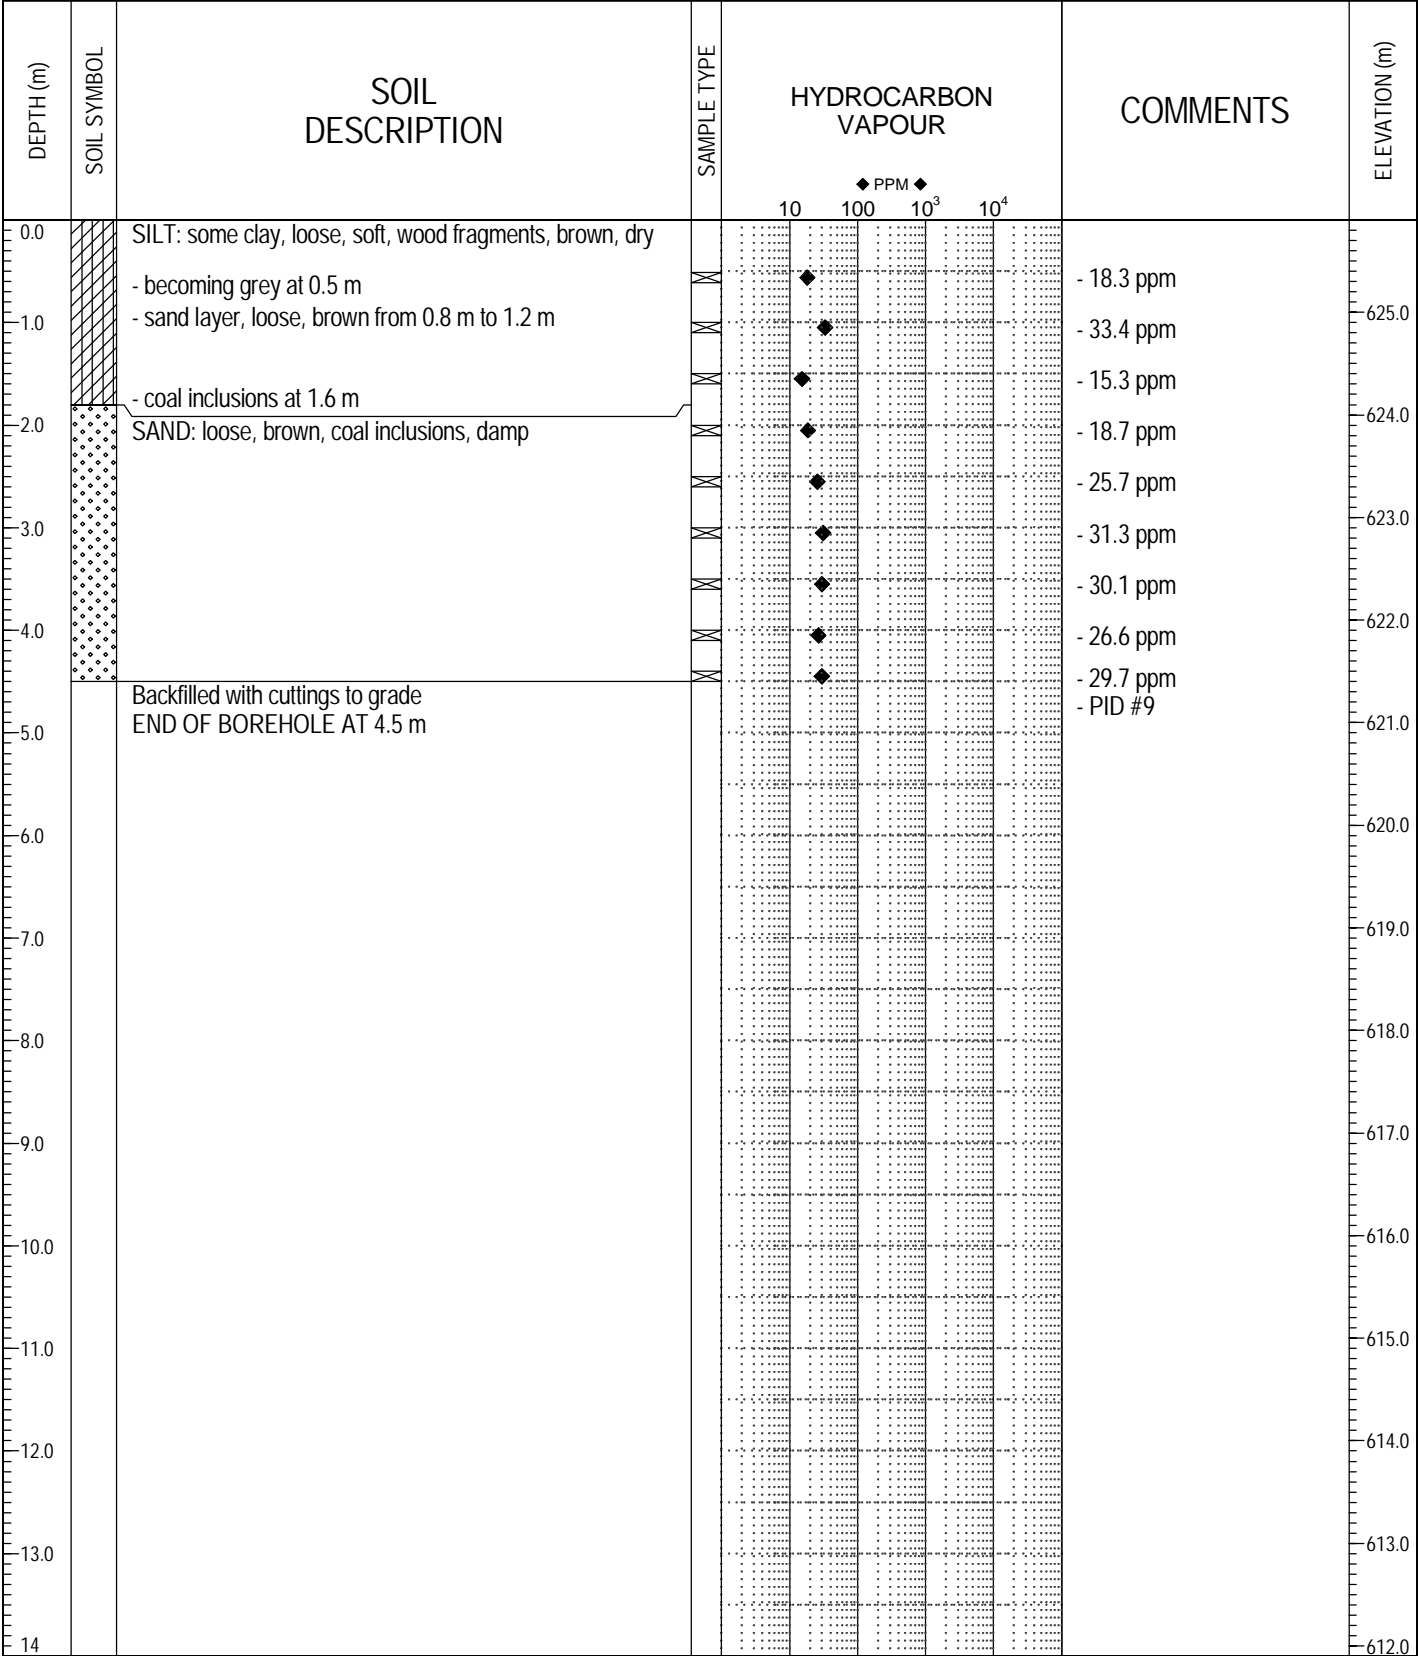 DEPTH (m)
SOIL SYMBOL
SOIL
DESCRIPTION
SAMPLE TYPE
HYDROCARBON
VAPOUR
◆ PPM ◆
10 100 10³ 10⁴
COMMENTS
ELEVATION (m)
0.0
1.0
2.0
3.0
4.0
5.0
6.0
7.0
8.0
9.0
10.0
11.0
12.0
13.0
14
SILT: some clay, loose, soft, wood fragments, brown, dry
- becoming grey at 0.5 m
- sand layer, loose, brown from 0.8 m to 1.2 m
- coal inclusions at 1.6 m
SAND: loose, brown, coal inclusions, damp
Backfilled with cuttings to grade
END OF BOREHOLE AT 4.5 m
- 18.3 ppm
- 33.4 ppm
- 15.3 ppm
- 18.7 ppm
- 25.7 ppm
- 31.3 ppm
- 30.1 ppm
- 26.6 ppm
- 29.7 ppm
- PID #9
625.0
624.0
623.0
622.0
621.0
620.0
619.0
618.0
617.0
616.0
615.0
614.0
613.0
612.0